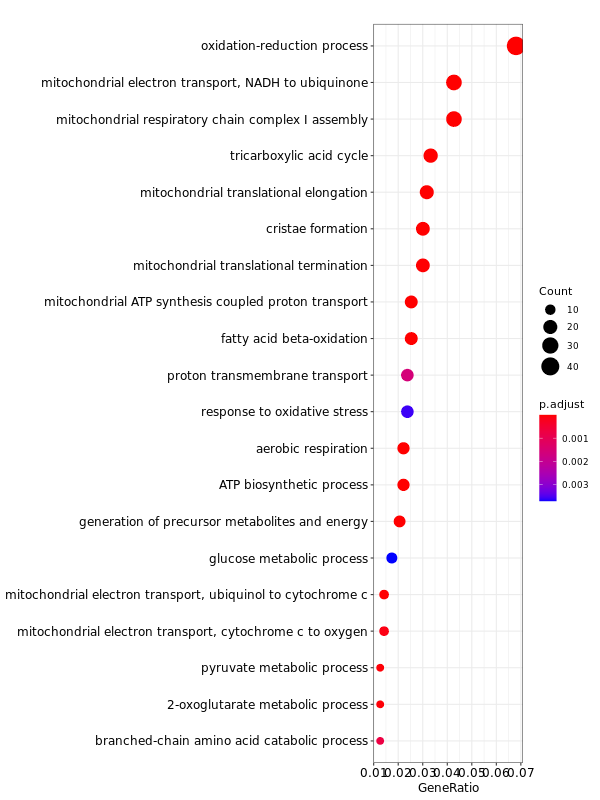 oxidation-reduction process
mitochondrial electron transport, NADH to ubiquinone
mitochondrial respiratory chain complex I assembly
tricarboxylic acid cycle
mitochondrial translational elongation
cristae formation
mitochondrial translational termination
mitochondrial ATP synthesis coupled proton transport
fatty acid beta-oxidation
proton transmembrane transport
response to oxidative stress
aerobic respiration
ATP biosynthetic process
generation of precursor metabolites and energy
glucose metabolic process
mitochondrial electron transport, ubiquinol to cytochrome c
mitochondrial electron transport, cytochrome c to oxygen
pyruvate metabolic process
2-oxoglutarate metabolic process
branched-chain amino acid catabolic process
0.01 0.02 0.03 0.04 0.05 0.06 0.07
GeneRatio
Count
10
20
30
40
p.adjust
0.001
0.002
0.003